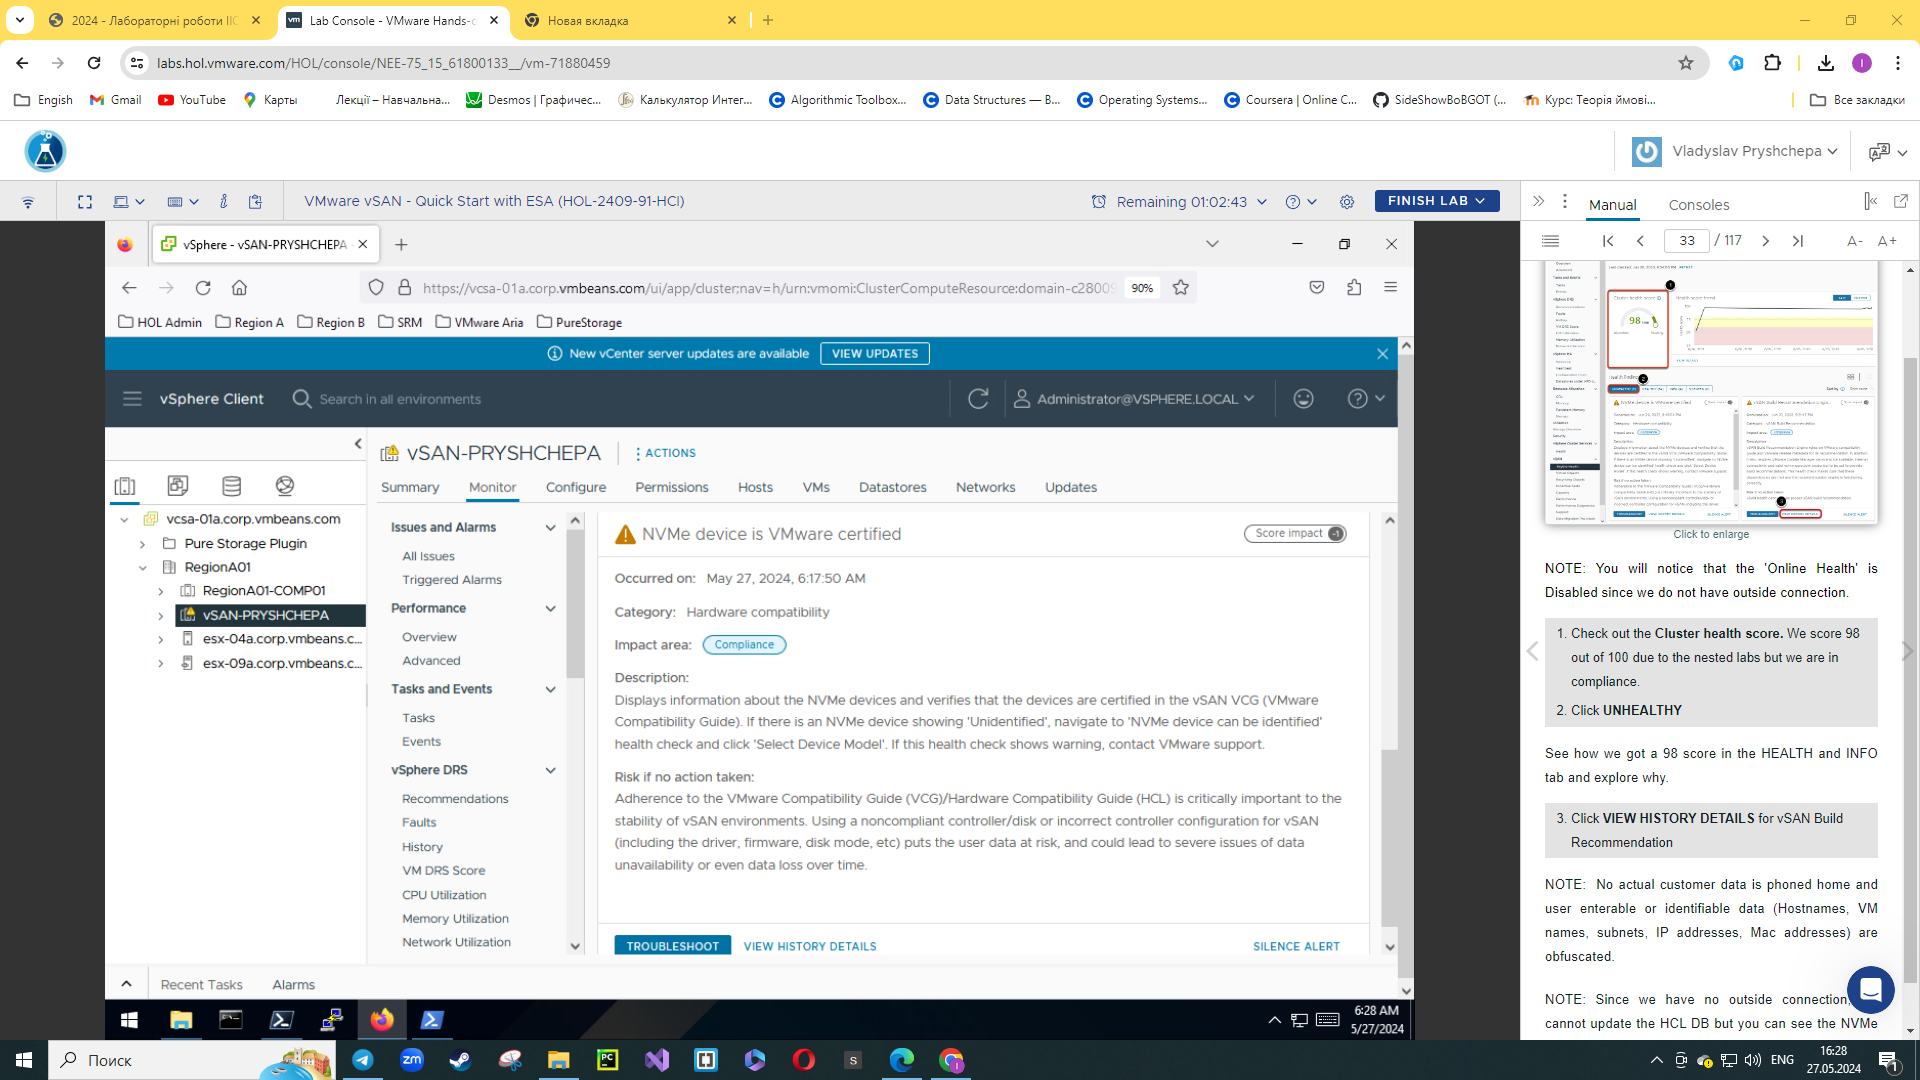 2024 - Лабораторні роботи ІІС
Lab Console - VMware Hands-o
Новая вкладка
labs.hol.vmware.com/HOL/console/NEE-75_15_61800133__/vm-71880459
Engish
Gmail
YouTube
Карты
Лекції – Навчальна...
Desmos | Графичес...
Калькулятор Интег...
Algorithmic Toolbox...
Data Structures — В...
Operating Systems...
Coursera | Online C...
SideShowBoBGOT (...
Курс: Теорія ймові...
Все закладки
Vladyslav Pryshchepa
VMware vSAN - Quick Start with ESA (HOL-2409-91-HCI)
Remaining 01:02:43
FINISH LAB
Manual
Consoles
33 / 117
A-
A+
vSphere - vSAN-PRYSHCHEPA
https://vcsa-01a.corp.vmbeans.com/ui/app/cluster;nav=h/urn:vmomi:ClusterComputeResource:domain-c28009
90%
HOL Admin
Region A
Region B
SRM
VMware Aria
PureStorage
New vCenter server updates are available
VIEW UPDATES
vSphere Client
Search in all environments
Administrator@VSPHERE.LOCAL
vSAN-PRYSHCHEPA
ACTIONS
Summary
Monitor
Configure
Permissions
Hosts
VMs
Datastores
Networks
Updates
vcsa-01a.corp.vmbeans.com
Pure Storage Plugin
RegionA01
RegionA01-COMP01
vSAN-PRYSHCHEPA
esx-04a.corp.vmbeans.c...
esx-09a.corp.vmbeans.c...
Issues and Alarms
All Issues
Triggered Alarms
Performance
Overview
Advanced
Tasks and Events
Tasks
Events
vSphere DRS
Recommendations
Faults
History
VM DRS Score
CPU Utilization
Memory Utilization
Network Utilization
NVMe device is VMware certified
Score impact -1
Occurred on: May 27, 2024, 6:17:50 AM
Category: Hardware compatibility
Impact area: Compliance
Description:
Displays information about the NVMe devices and verifies that the devices are certified in the vSAN VCG (VMware
Compatibility Guide). If there is an NVMe device showing 'Unidentified', navigate to 'NVMe device can be identified'
health check and click 'Select Device Model'. If this health check shows warning, contact VMware support.
Risk if no action taken:
Adherence to the VMware Compatibility Guide (VCG)/Hardware Compatibility Guide (HCL) is critically important to the
stability of vSAN environments. Using a noncompliant controller/disk or incorrect controller configuration for vSAN
(including the driver, firmware, disk mode, etc) puts the user data at risk, and could lead to severe issues of data
unavailability or even data loss over time.
TROUBLESHOOT
VIEW HISTORY DETAILS
SILENCE ALERT
Recent Tasks
Alarms
6:28 AM
5/27/2024
Click to enlarge
NOTE: You will notice that the 'Online Health' is
Disabled since we do not have outside connection.
1. Check out the Cluster health score. We score 98
out of 100 due to the nested labs but we are in
compliance.
2. Click UNHEALTHY
See how we got a 98 score in the HEALTH and INFO
tab and explore why.
3. Click VIEW HISTORY DETAILS for vSAN Build
Recommendation
NOTE: No actual customer data is phoned home and
user enterable or identifiable data (Hostnames, VM
names, subnets, IP addresses, Mac addresses) are
obfuscated.
NOTE: Since we have no outside connection,
cannot update the HCL DB but you can see the NVMe
Поиск
ENG
16:28
27.05.2024
1